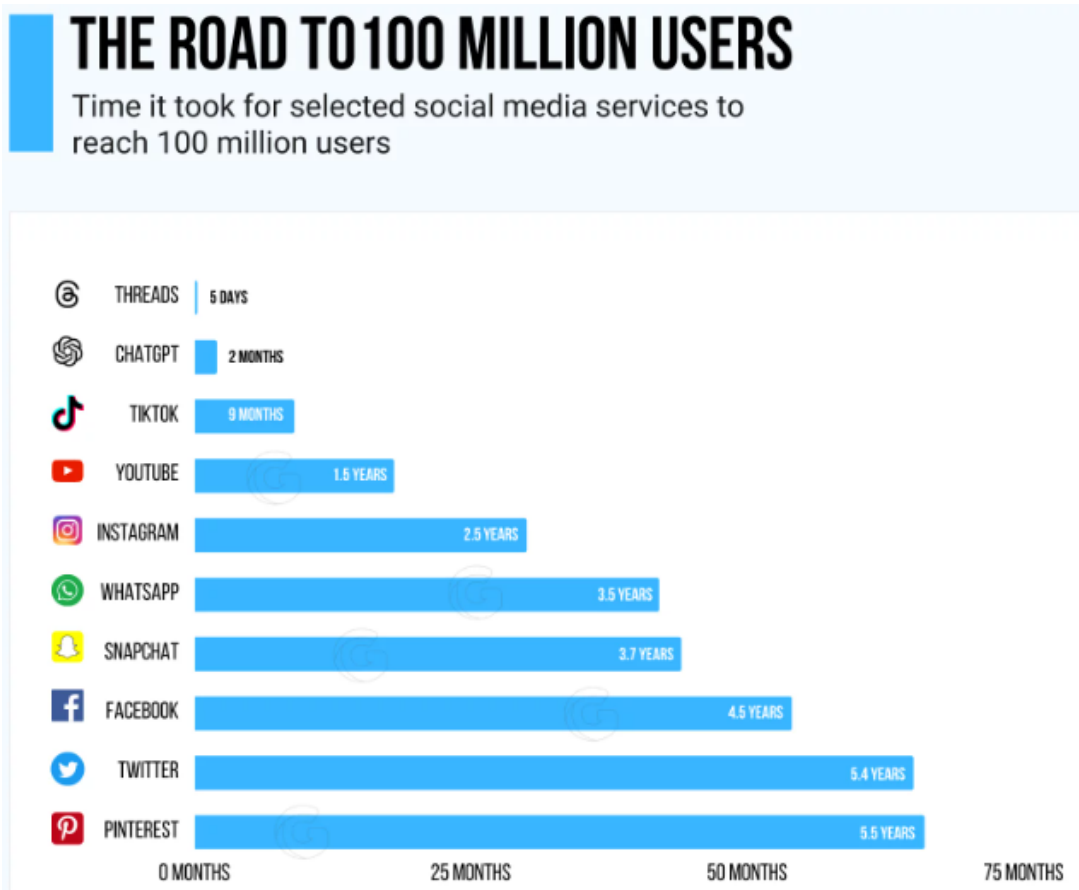 THE ROAD TO 100 MILLION USERS
Time it took for selected social media services to
reach 100 million users
THREADS 5 DAYS
CHATGPT 2 MONTHS
TIKTOK 9 MONTHS
YOUTUBE 1.5 YEARS
INSTAGRAM 2.5 YEARS
WHATSAPP 3.5 YEARS
SNAPCHAT 3.7 YEARS
FACEBOOK 4.5 YEARS
TWITTER 5.4 YEARS
PINTEREST 5.5 YEARS
0 MONTHS 25 MONTHS 50 MONTHS 75 MONTHS